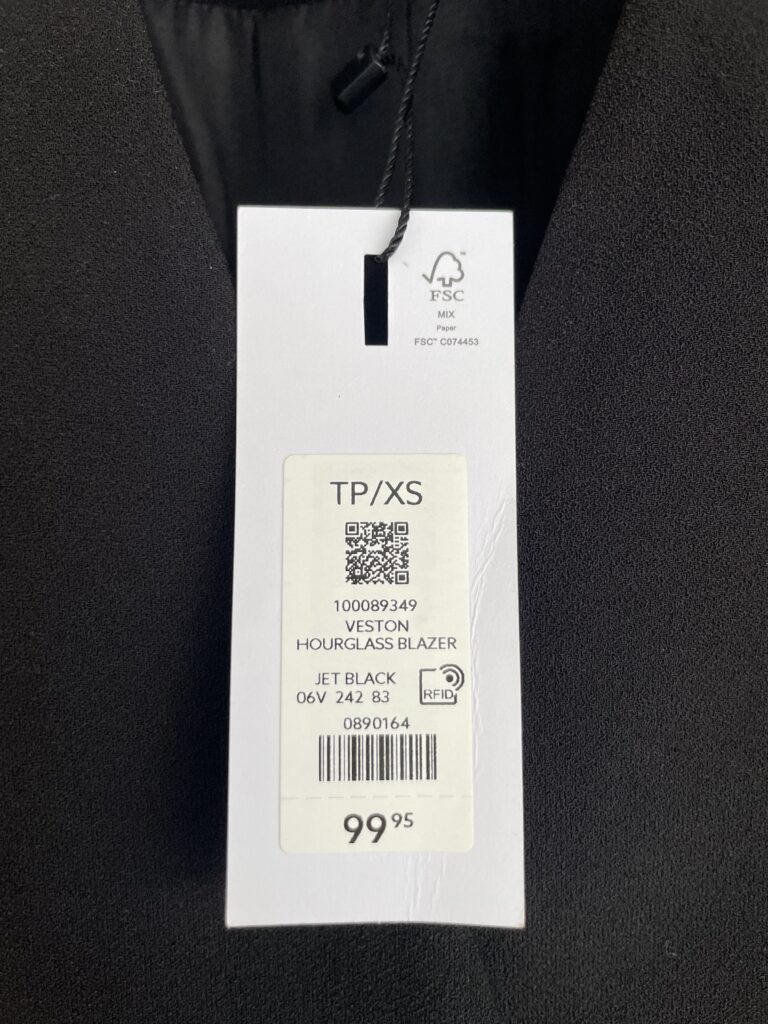 FSC™
MIX
Paper
FSC™ C074453
TP/XS
100089349
VESTON
HOURGLASS BLAZER
JET BLACK
06V 242 83
RFID
0890164
99 95